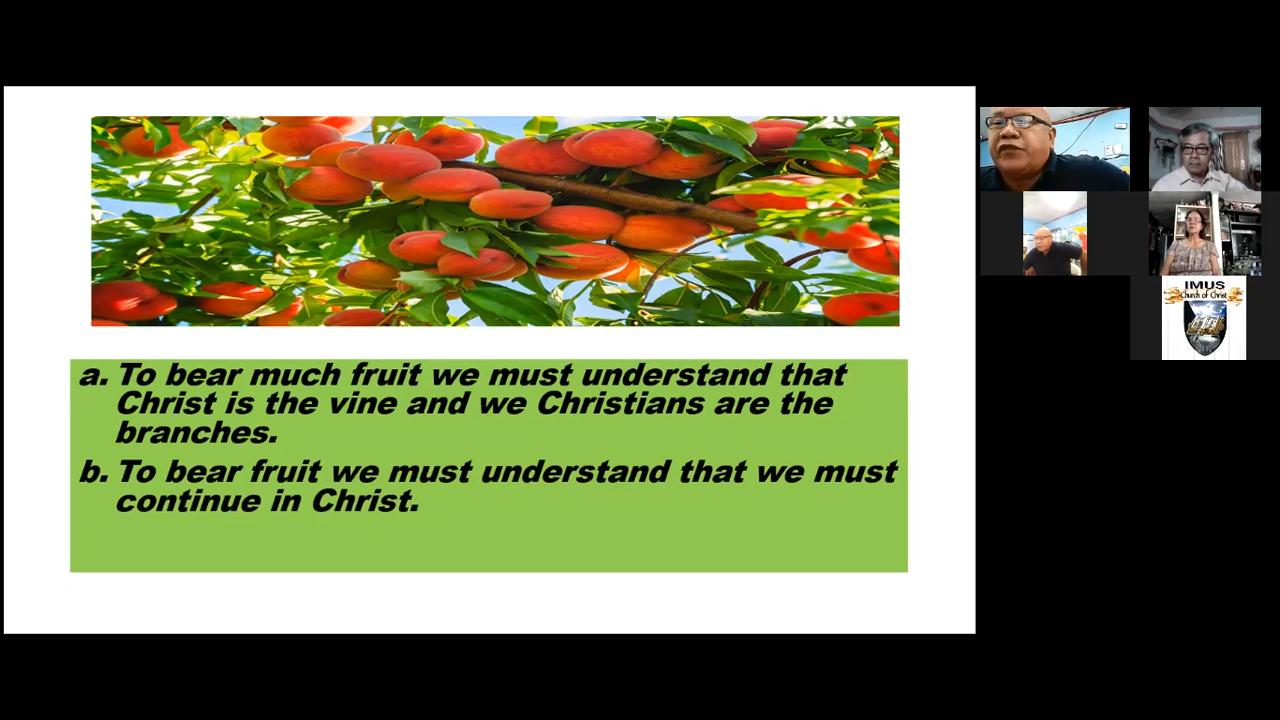 a. To bear much fruit we must understand that
Christ is the vine and we Christians are the
branches.
b. To bear fruit we must understand that we must
continue in Christ.
IMUS
Church of Christ